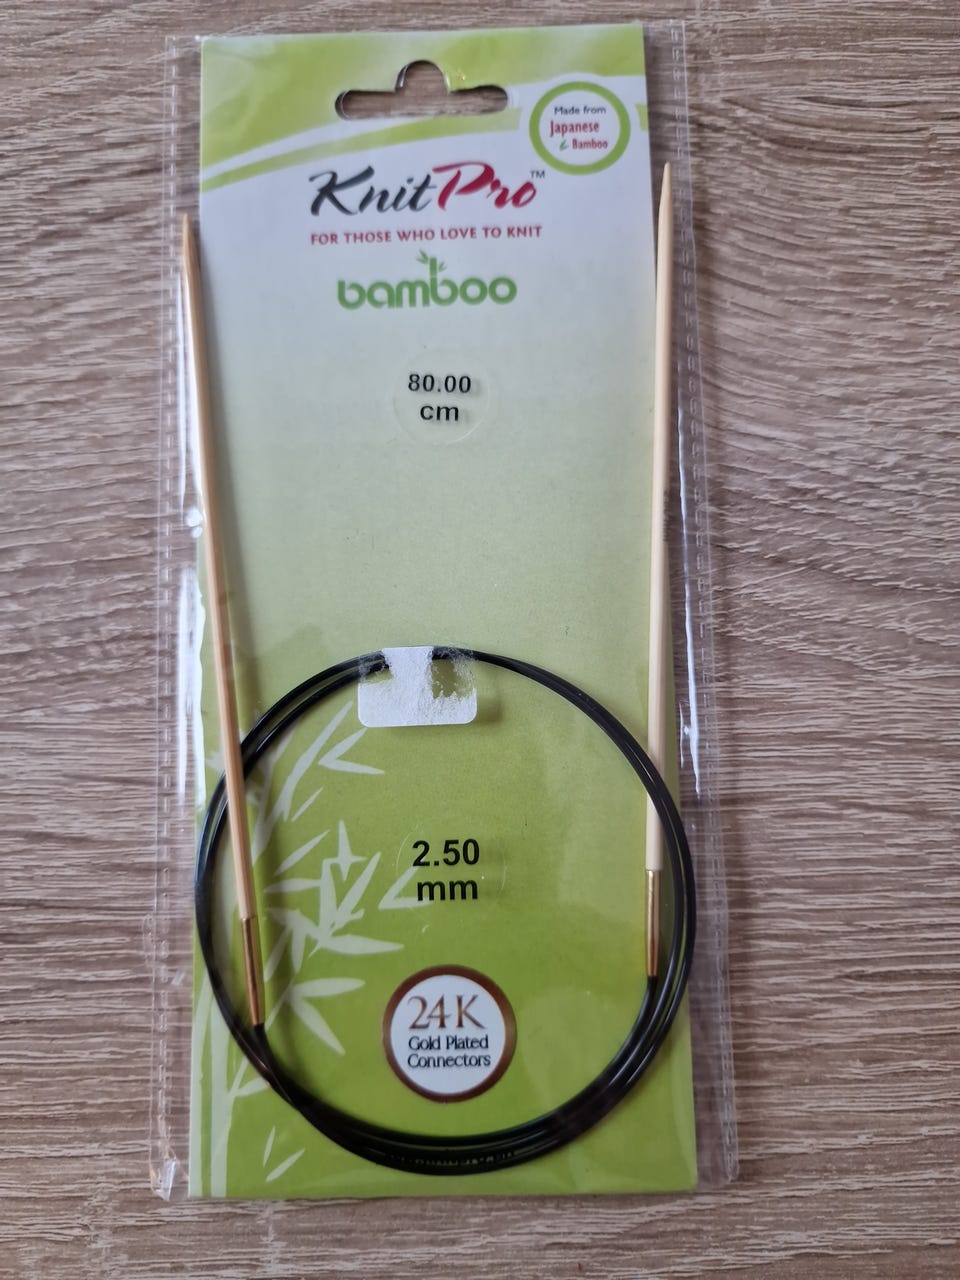 Made from
Japanese
Bamboo
KnitPro™
FOR THOSE WHO LOVE TO KNIT
bamboo
80.00
cm
2.50
mm
24K
Gold Plated
Connectors